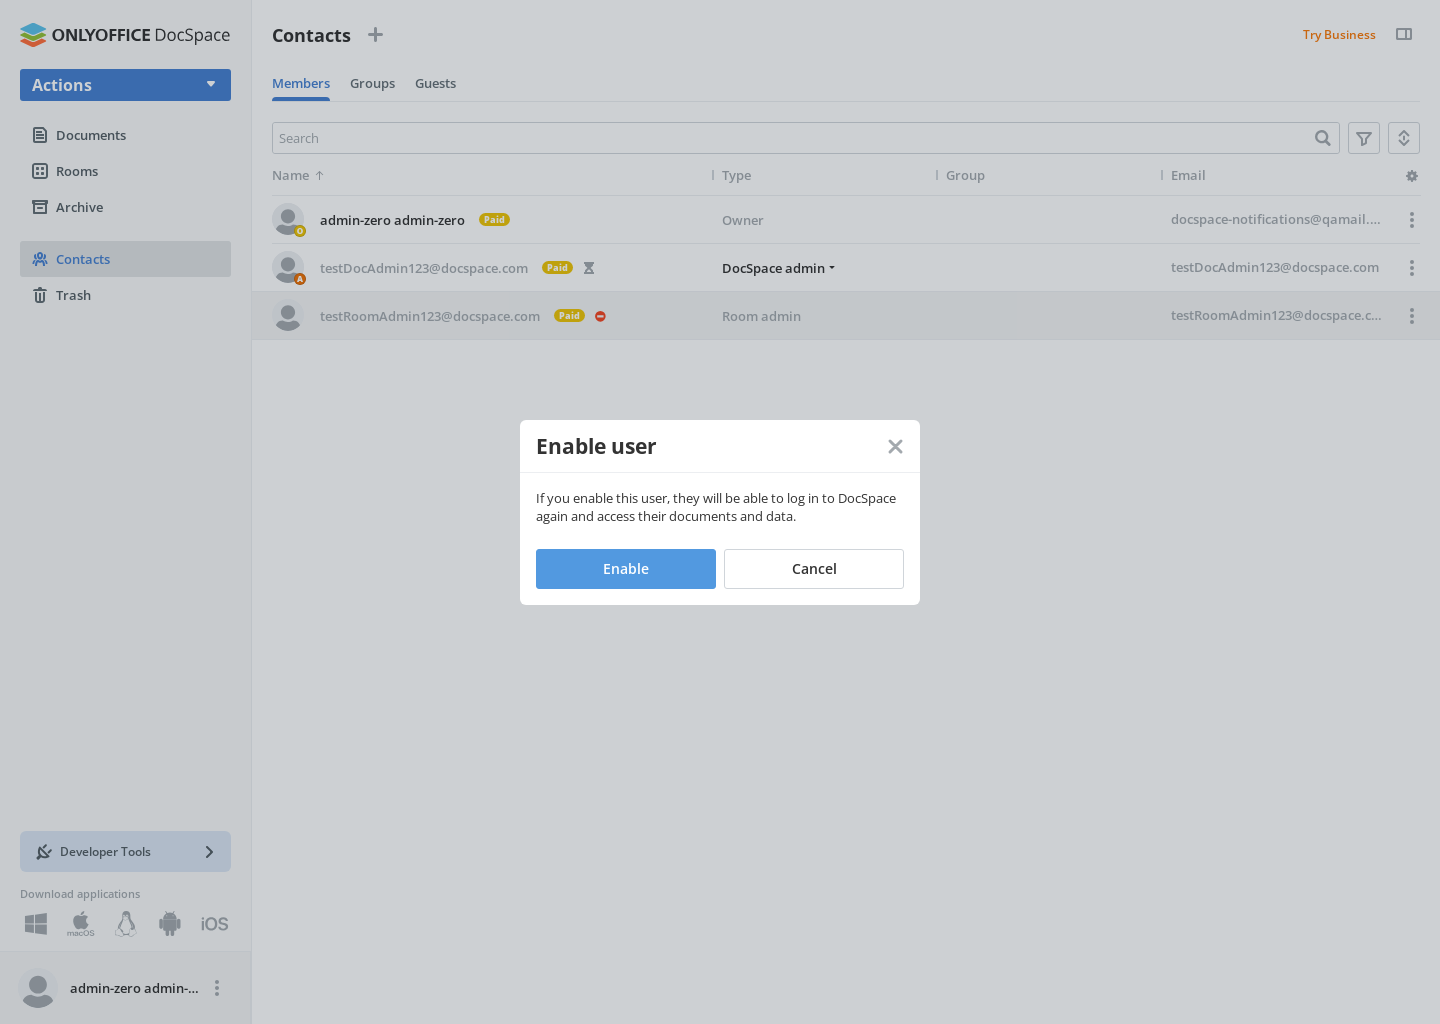 ONLYOFFICE DocSpace
Actions
Documents
Rooms
Archive
Contacts
Trash
Developer Tools
Download applications
macOS
iOS
admin-zero admin-...
Contacts
Try Business
Members Groups Guests
Search
Name Type Group Email
admin-zero admin-zero Paid Owner docspace-notifications@qamail....
O
testDocAdmin123@docspace.com Paid DocSpace admin testDocAdmin123@docspace.com
A
testRoomAdmin123@docspace.com Paid Room admin testRoomAdmin123@docspace.c...
Enable user
If you enable this user, they will be able to log in to DocSpace
again and access their documents and data.
Enable Cancel